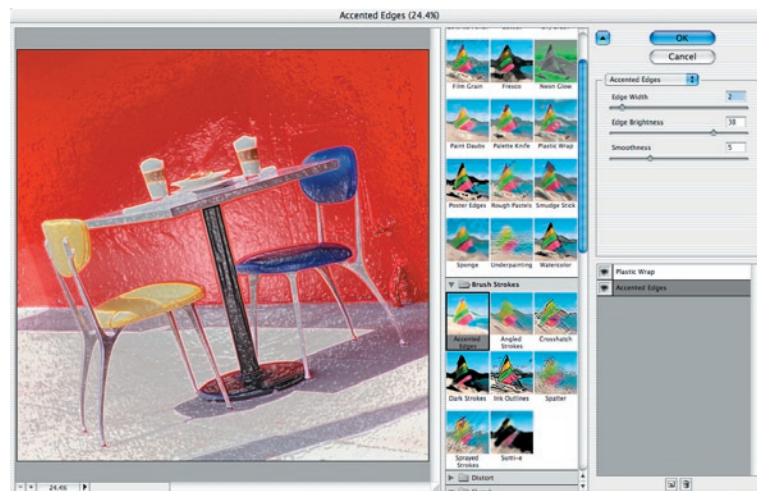 Accented Edges (24.4%)
Film Grain Fresco Neon Glow
Paint Daubs Palette Knife Plastic Wrap
Poster Edges Rough Pastels Smudge Stick
Sponge Underpainting Watercolor
Brush Strokes
Accented Edges Angled Strokes Crosshatch
Dark Strokes Ink Outlines Spatter
Sprayed Strokes Sumi-e
Distort
OK
Cancel
Accented Edges
Edge Width 2
Edge Brightness 38
Smoothness 5
Plastic Wrap
Accented Edges
24.4%